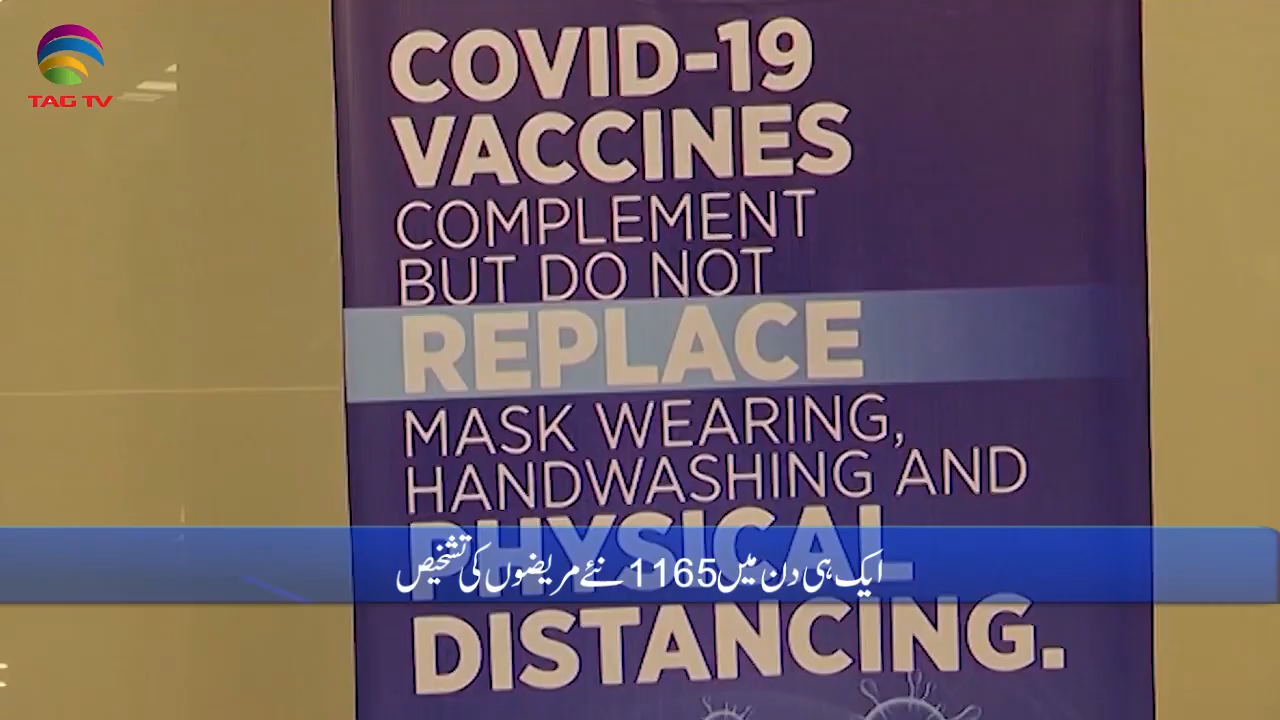 TAG TV
COVID-19
VACCINES
COMPLEMENT
BUT DO NOT
REPLACE
MASK WEARING,
HANDWASHING AND
PHYSICAL
ایک ہی دن میں 1165 نئے مریضوں کی تشخیص
DISTANCING.